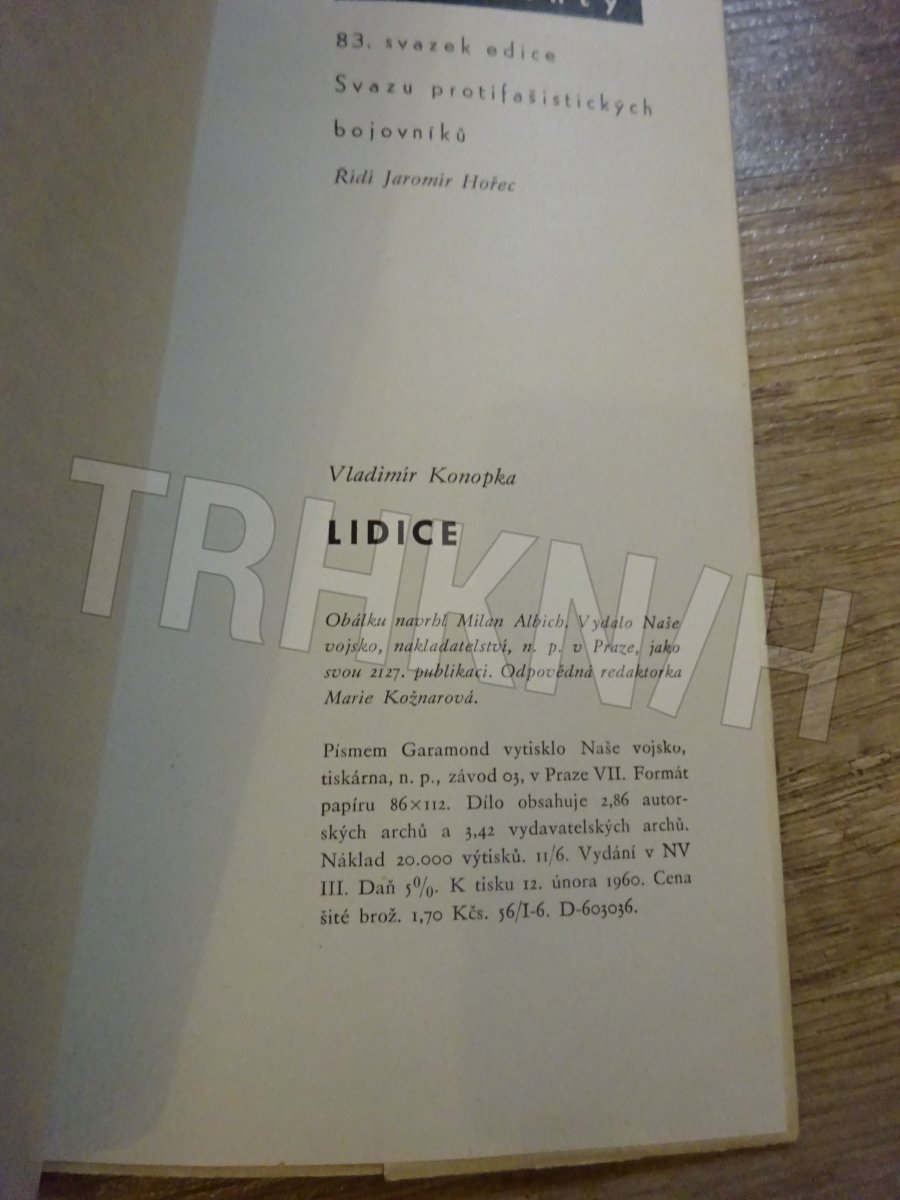 83. svazek edice
Svazu protifašistických
bojovníků
Řídí Jaromír Hořec
Vladimír Konopka
LIDICE
Obálku navrhl Milan Albich. Vydalo Naše
vojsko, nakladatelství, n. p. v Praze, jako
svou 2127. publikaci. Odpovědná redaktorka
Marie Kožnarová.
Písmem Garamond vytisklo Naše vojsko,
tiskárna, n. p., závod 03, v Praze VII. Formát
papíru 86×112. Dílo obsahuje 2,86 autor-
ských archů a 3,42 vydavatelských archů.
Náklad 20.000 výtisků. 11/6. Vydání v NV
III. Daň 5%. K tisku 12. února 1960. Cena
šité brož. 1,70 Kčs. 56/I-6. D-603036.
TRHKNIH